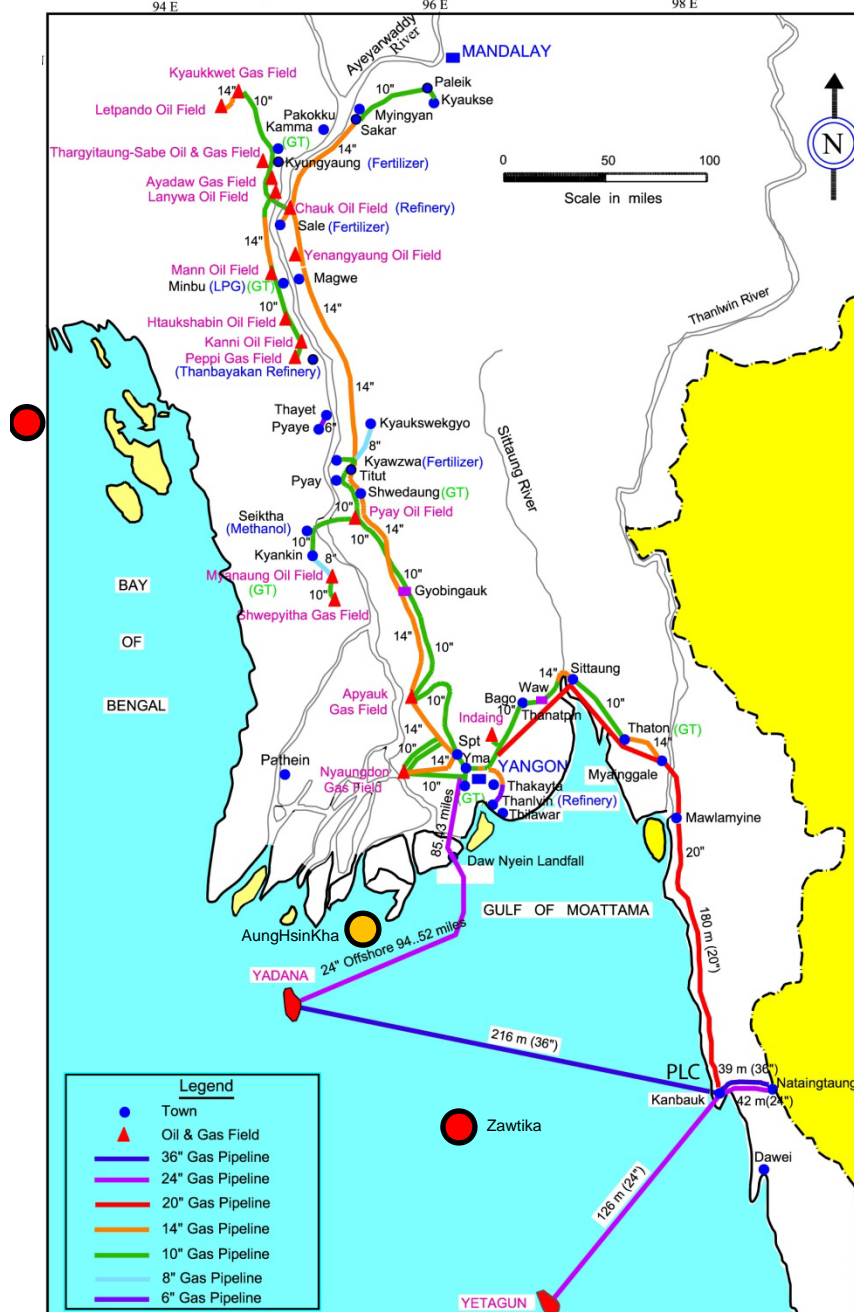 94 E
96 E
98 E
N
Ayeyarwaddy
River
MANDALAY
Kyaukkwet Gas Field
14"
10"
Letpando Oil Field
10"
Paleik
Kyaukse
Pakokku
Myingyan
Kamma
Sakar
(GT)
14"
Thargyitaung-Sabe Oil & Gas Field
Kyungyaung (Fertilizer)
Ayadaw Gas Field
Lanywa Oil Field
Chauk Oil Field (Refinery)
Sale (Fertilizer)
14"
Yenangyaung Oil Field
Mann Oil Field
Magwe
Minbu (LPG) (GT)
14"
10"
Htaukshabin Oil Field
Kanni Oil Field
Peppi Gas Field
(Thanbayakan Refinery)
N
0
50
100
Scale in miles
Thanlwin River
Sittaung River
14"
Thayet
Pyaye
6"
Kyaukswekgyo
8"
Kyawzwa (Fertilizer)
Titut
Pyay
Shwedaung (GT)
10"
Pyay Oil Field
Seiktha
(Methanol)
10"
10"
14"
Kyankin
8"
Myanaung Oil Field
(GT)
10"
Shwepyitha Gas Field
10"
Gyobingauk
14"
10"
BAY
OF
BENGAL
Apyauk
Gas Field
10"
14"
Sittaung
14"
Waw
Bago
10"
Thanatpin
Indaing
10"
Thaton (GT)
14"
Myainggale
10"
Spt
14"
Yma
YANGON
Pathein
Nyaungdon
Gas Field
10"
(GT)
Thakayta
Thanlyin (Refinery)
Thilawar
85.43 miles
Mawlamyine
Daw Nyein Landfall
20"
GULF OF MOATTAMA
AungHsinKha
24" Offshore 94..52 miles
YADANA
180 m (20")
216 m (36")
PLC
39 m (36")
Nataingtaung
Kanbauk
42 m(24")
Zawtika
Dawei
126 m (24")
YETAGUN
Legend
Town
Oil & Gas Field
36" Gas Pipeline
24" Gas Pipeline
20" Gas Pipeline
14" Gas Pipeline
10" Gas Pipeline
8" Gas Pipeline
6" Gas Pipeline